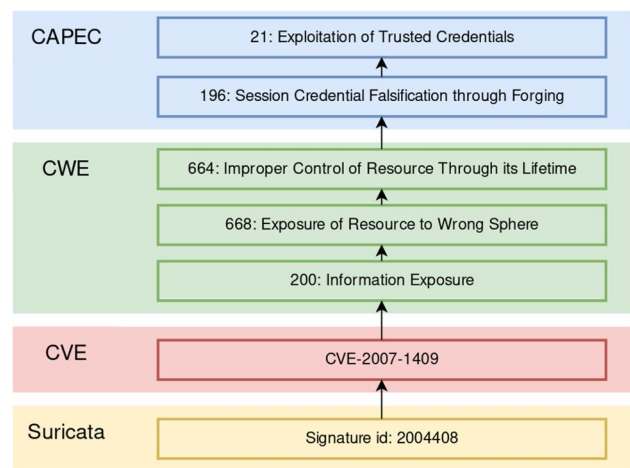 CAPEC
21: Exploitation of Trusted Credentials
196: Session Credential Falsification through Forging
CWE
664: Improper Control of Resource Through its Lifetime
668: Exposure of Resource to Wrong Sphere
200: Information Exposure
CVE
CVE-2007-1409
Suricata
Signature id: 2004408